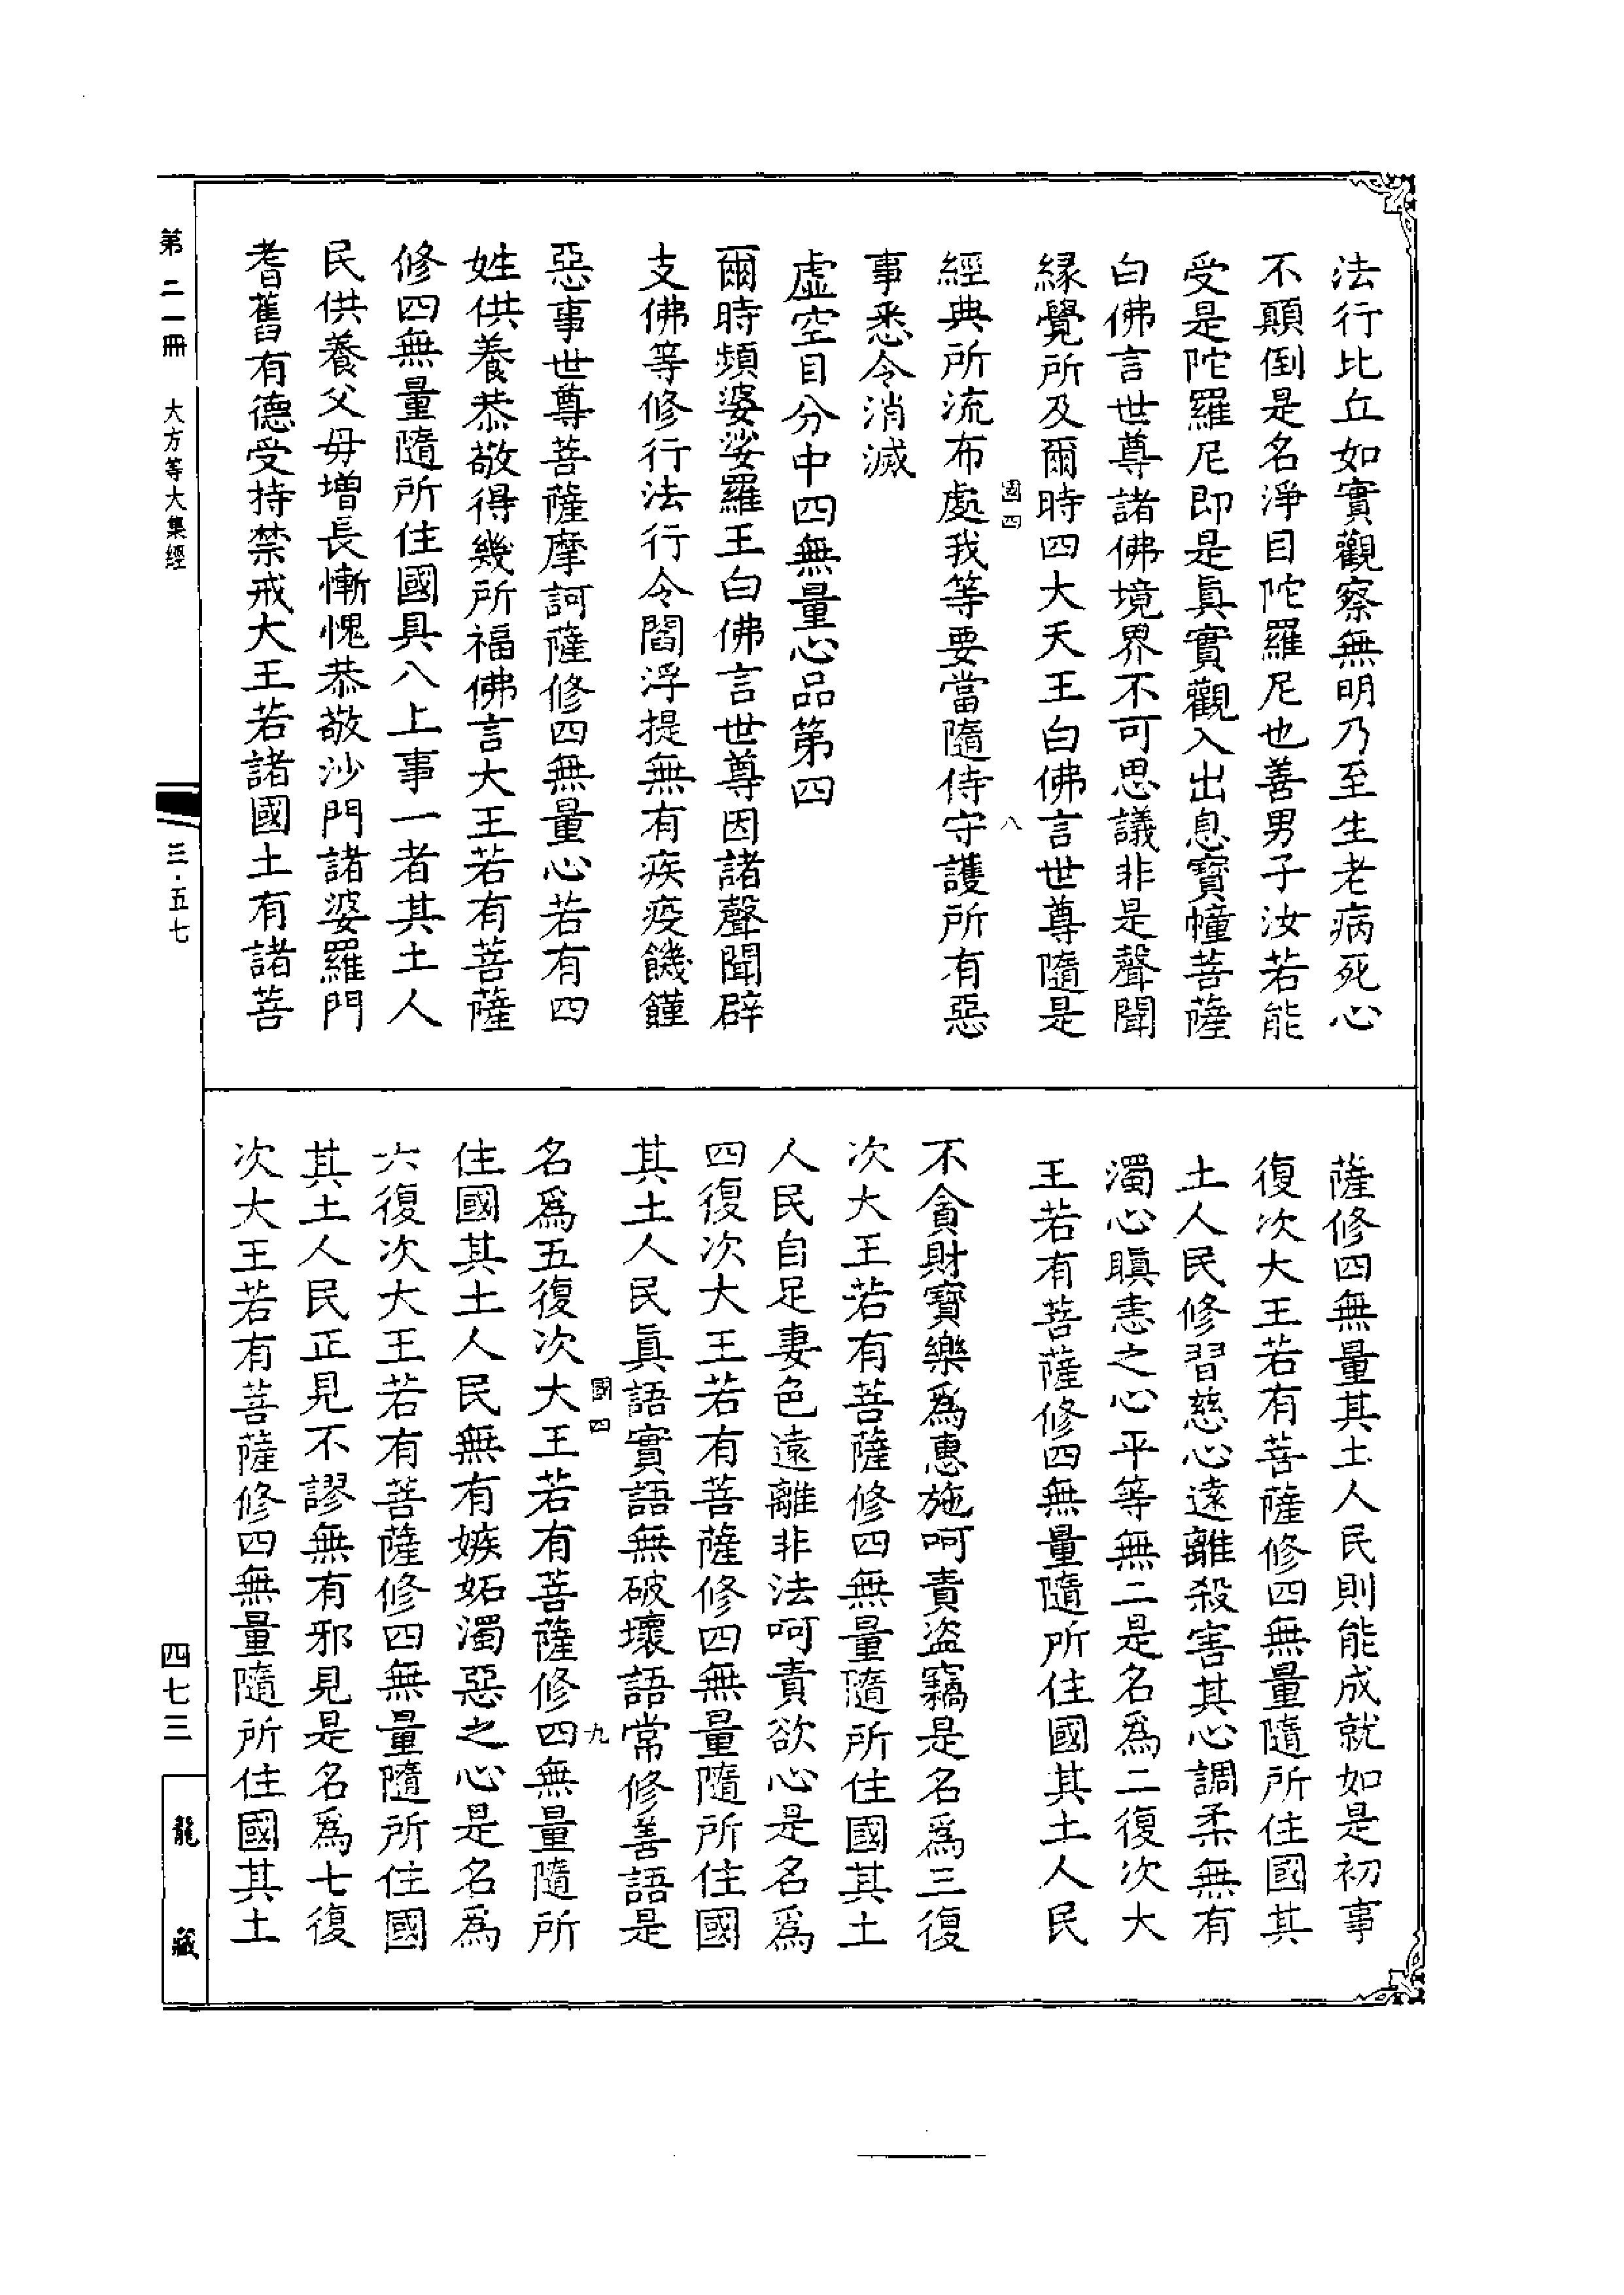 法行比丘如實觀察無明乃至生老病死心
不顛倒是名淨目陀羅尼也善男子汝若能
受是陀羅尼即是眞實觀入出息寶幢菩薩
白佛言世尊諸佛境界不可思議非是聲聞
緣覺所及爾時四大天王白佛言世尊隨是
國四
八
經典所流布處我等要當隨侍守護所有惡
事悉令消滅
虛空目分中四無量心品第四
爾時頻婆娑羅王白佛言世尊因諸聲聞辟
支佛等修行法行令閻浮提無有疾疫饑饉
惡事世尊菩薩摩訶薩修四無量心若有四
姓供養恭敬得幾所福佛言大王若有菩薩
修四無量隨所住國具八上事一者其土人
民供養父毋增長慚愧恭敬沙門諸婆羅門
耆舊有德受持禁戒大王若諸國土有諸菩
薩修四無量其土人民則能成就如是初事
復次大王若有菩薩修四無量隨所住國其
土人民修習慈心遠離殺害其心調柔無有
濁心瞋恚之心平等無二是名爲二復次大
王若有菩薩修四無量隨所住國其土人民
不貪財寶樂爲惠施呵責盜竊是名爲三復
次大王若有菩薩修四無量隨所住國其土
人民自足妻色遠離非法呵責欲心是名爲
四復次大王若有菩薩修四無量隨所住國
其土人民眞語實語無破壞語常修善語是
國四
九
名爲五復次大王若有菩薩修四無量隨所
住國其土人民無有嫉妬濁惡之心是名爲
六復次大王若有菩薩修四無量隨所住國
其土人民正見不謬無有邪見是名爲七復
次大王若有菩薩修四無量隨所住國其土
第二一冊 大方等大集經
三·五七
四七三
龍藏